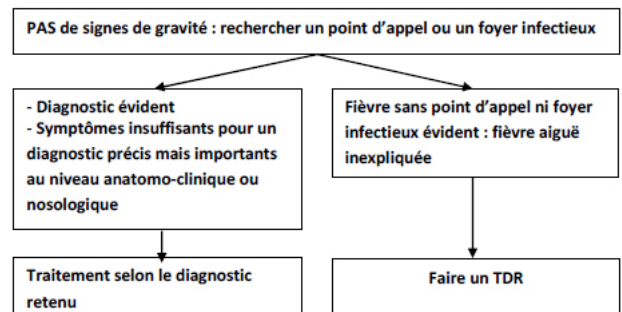 PAS de signes de gravité : rechercher un point d'appel ou un foyer infectieux
- Diagnostic évident
- Symptômes insuffisants pour un
diagnostic précis mais importants
au niveau anatomo-clinique ou
nosologique
Fièvre sans point d'appel ni foyer
infectieux évident : fièvre aiguë
inexpliquée
Traitement selon le diagnostic
retenu
Faire un TDR